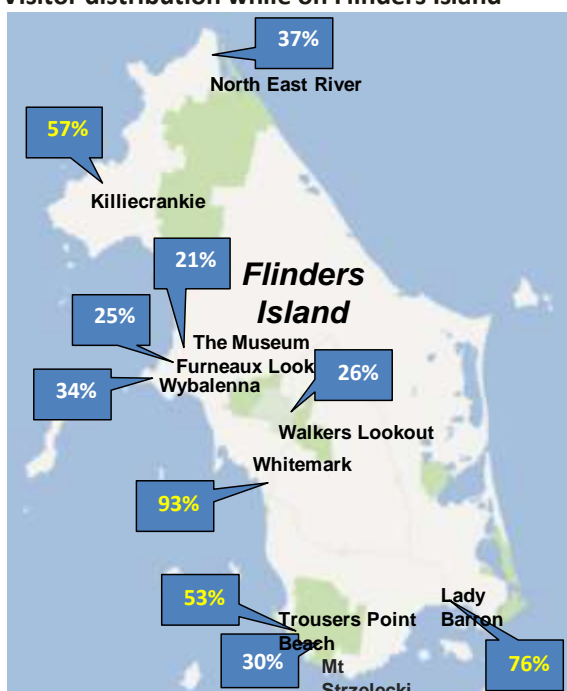 Visitor distribution while on Flinders Island
37%
North East River
57%
Killiecrankie
21%
Flinders
Island
25%
The Museum
Furneaux Look
Wybalenna
34%
26%
Walkers Lookout
Whitemark
93%
53%
Trousers Point
Beach
30%
Mt
Strzelecki
Lady
Barron
76%